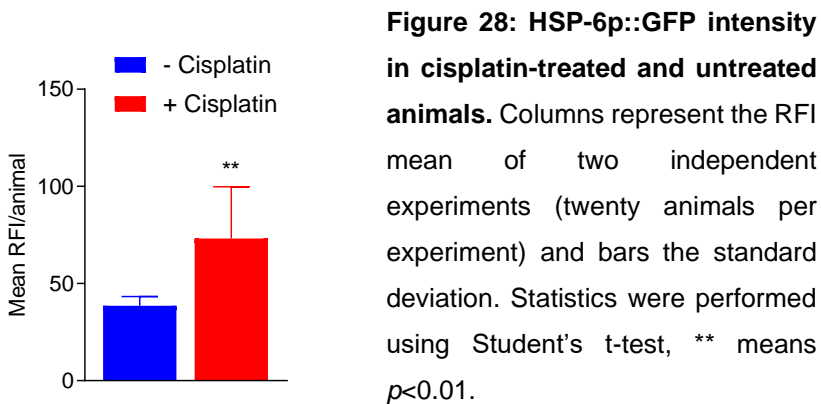 - Cisplatin
+ Cisplatin
Mean RFI/animal
150
100
50
0
**
Figure 28: HSP-6p::GFP intensity
in cisplatin-treated and untreated
animals. Columns represent the RFI
mean of two independent
experiments (twenty animals per
experiment) and bars the standard
deviation. Statistics were performed
using Student’s t-test, ** means
p<0.01.